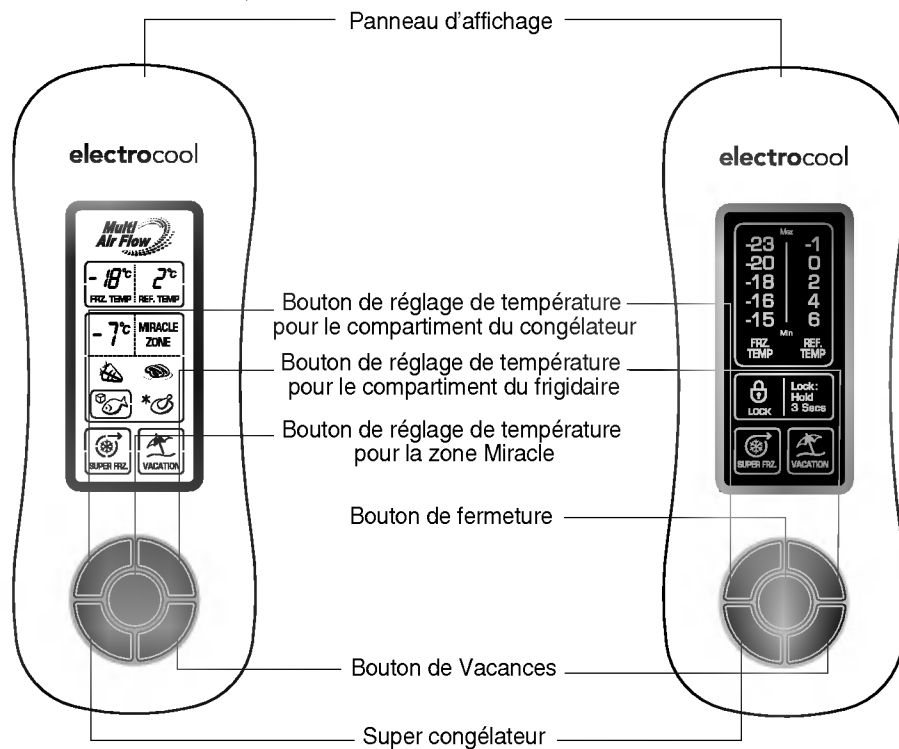 Panneau d'affichage
electrocool
Multi
Air Flow
-18°c
2°c
FRZ. TEMP
REF. TEMP
-7°c
MIRACLE
ZONE
SUPER FRZ.
VACATION
Bouton de réglage de température
pour le compartiment du congélateur
Bouton de réglage de température
pour le compartiment du frigidaire
Bouton de réglage de température
pour la zone Miracle
Bouton de fermeture
Bouton de Vacances
Super congélateur
electrocool
Max
-23 -1
-20 0
-18 2
-16 4
-15 6
Min
FRZ.
TEMP
REF.
TEMP
LOCK
Lock:
Hold
3 Secs
SUPER FRZ.
VACATION